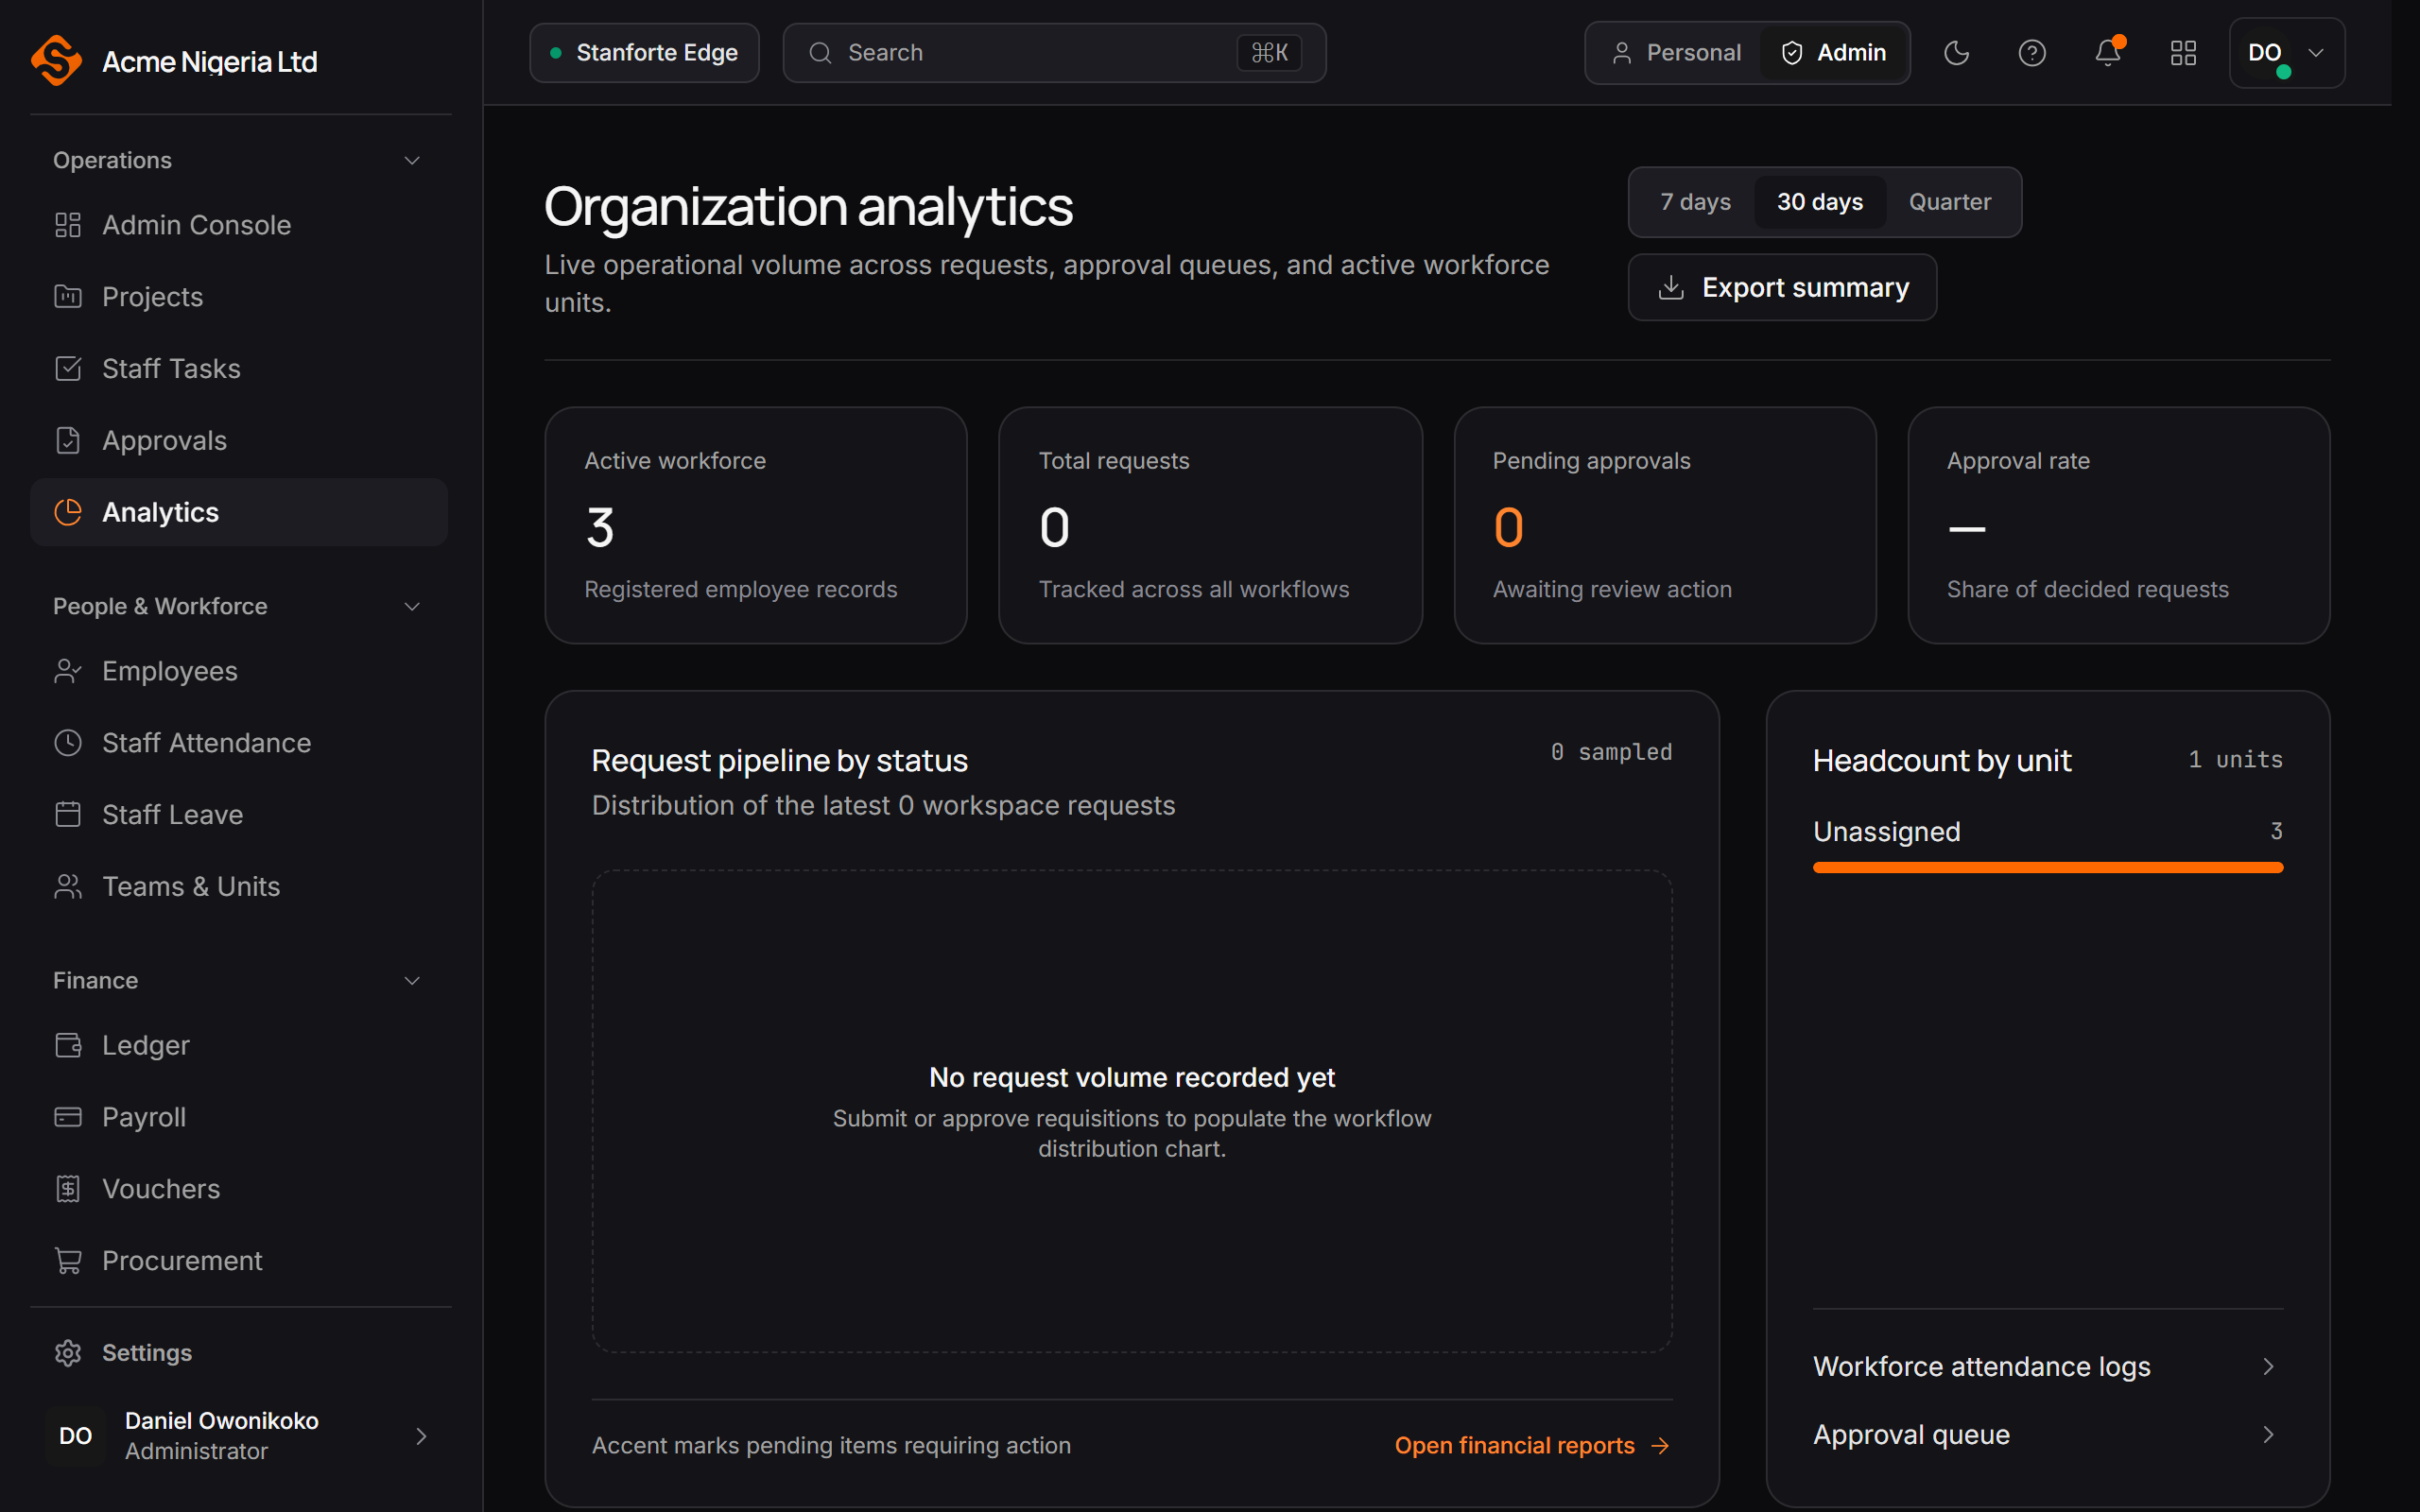 Acme Nigeria Ltd
Operations
Admin Console
Projects
Staff Tasks
Approvals
Analytics
People & Workforce
Employees
Staff Attendance
Staff Leave
Teams & Units
Finance
Ledger
Payroll
Vouchers
Procurement
Settings
DO
Daniel Owonikoko
Administrator
Stanforte Edge
Search
⌘K
Personal
Admin
DO
Organization analytics
Live operational volume across requests, approval queues, and active workforce
units.
7 days
30 days
Quarter
Export summary
Active workforce
3
Registered employee records
Total requests
0
Tracked across all workflows
Pending approvals
0
Awaiting review action
Approval rate
—
Share of decided requests
Request pipeline by status
0 sampled
Distribution of the latest 0 workspace requests
No request volume recorded yet
Submit or approve requisitions to populate the workflow
distribution chart.
Accent marks pending items requiring action
Open financial reports →
Headcount by unit
1 units
Unassigned
3
Workforce attendance logs
Approval queue